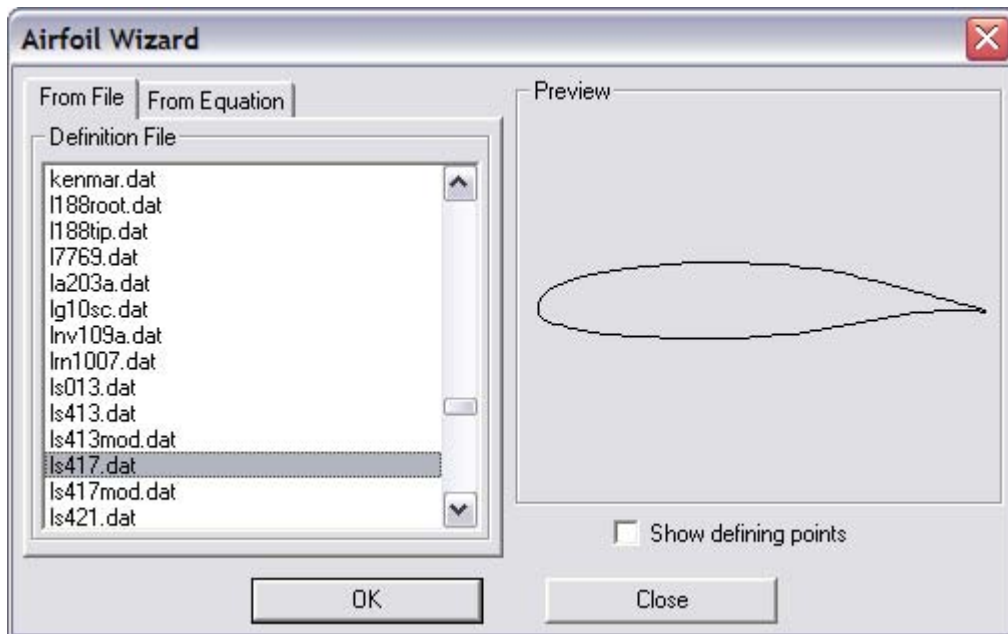 Airfoil Wizard
From File
From Equation
Definition File
kenmar.dat
l188root.dat
l188tip.dat
l7769.dat
la203a.dat
lg10sc.dat
lnv109a.dat
lrn1007.dat
ls013.dat
ls413.dat
ls413mod.dat
ls417.dat
ls417mod.dat
ls421.dat
Preview
Show defining points
OK
Close